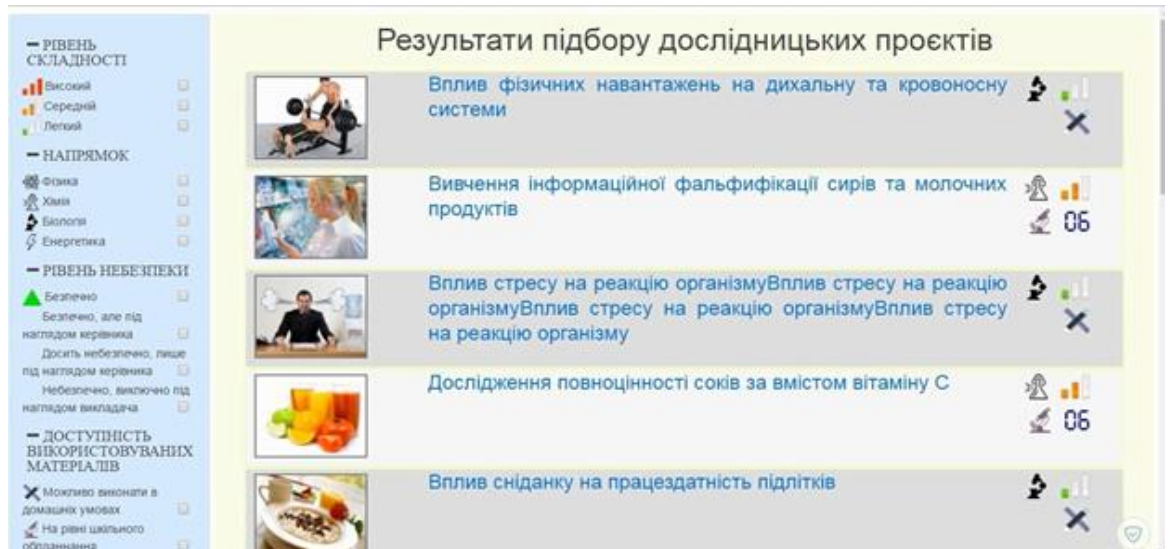 РІВЕНЬ
СКЛАДНОСТІ
Високий
Середній
Легкий
НАПРЯМОК
Фізика
Хімія
Біологія
Енергетика
РІВЕНЬ НЕБЕЗПЕКИ
Безпечно
Безпечно, але під
наглядом керівника
Досить небезпечно, лише
під наглядом керівника
Небезпечно, виключно під
наглядом викладача
ДОСТУПНІСТЬ
ВИКОРИСТОВУВАНИХ
МАТЕРІАЛІВ
Можливо виконати в
домашніх умовах
На рівні шкільного
обладнання
Результати підбору дослідницьких проєктів
Вплив фізичних навантажень на дихальну та кровоносну
системи
Вивчення інформаційної фальфифікації сирів та молочних
продуктів
06
Вплив стресу на реакцію організмуВплив стресу на реакцію
організмуВплив стресу на реакцію організмуВплив стресу
на реакцію організму
Дослідження повноцінності соків за вмістом вітаміну С
06
Вплив сніданку на працездатність підлітків